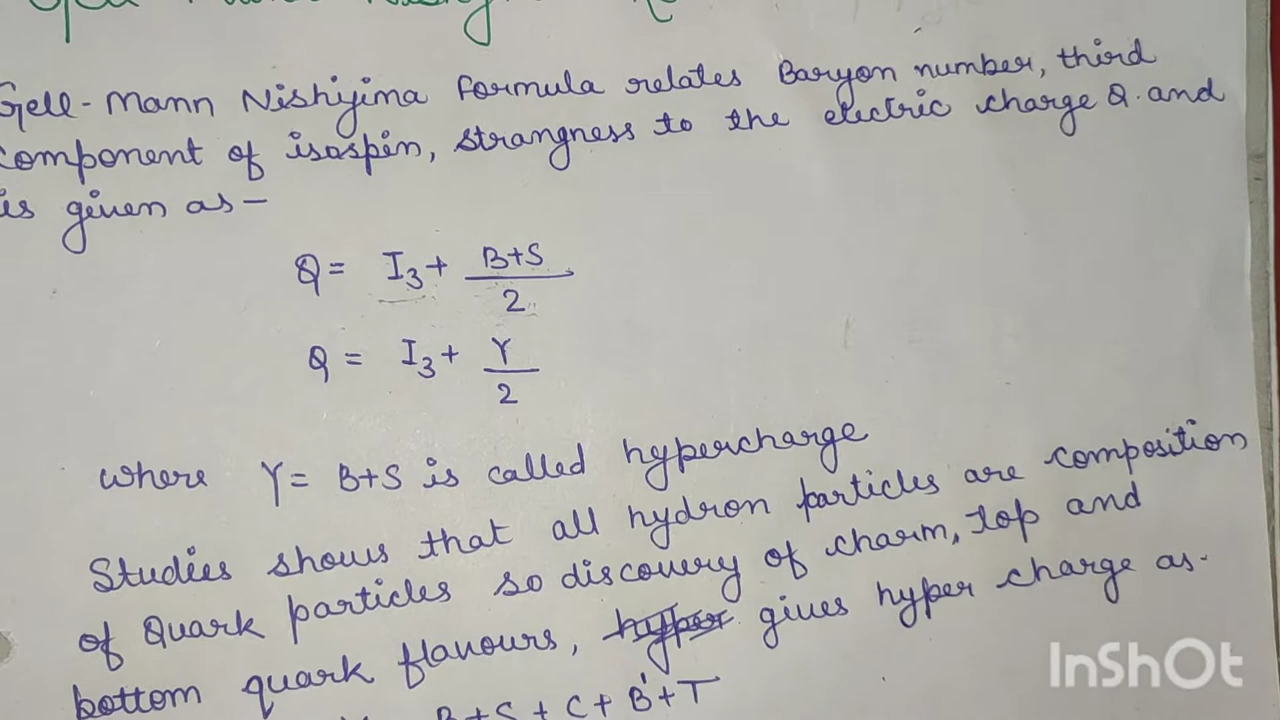 Gell-Mann Nishijima Formula relates Baryon number, third
component of isospin, strangness to the electric charge Q. and
is given as -
Q = I₃ + B+S / 2
Q = I₃ + Y / 2
where Y = B+S is called hypercharge
Studies shows that all hydron particles are composition
of Quark particles so discovery of charm, top and
bottom quark flavours, gives hyper charge as-
B+S+C+B'+T
InShOt